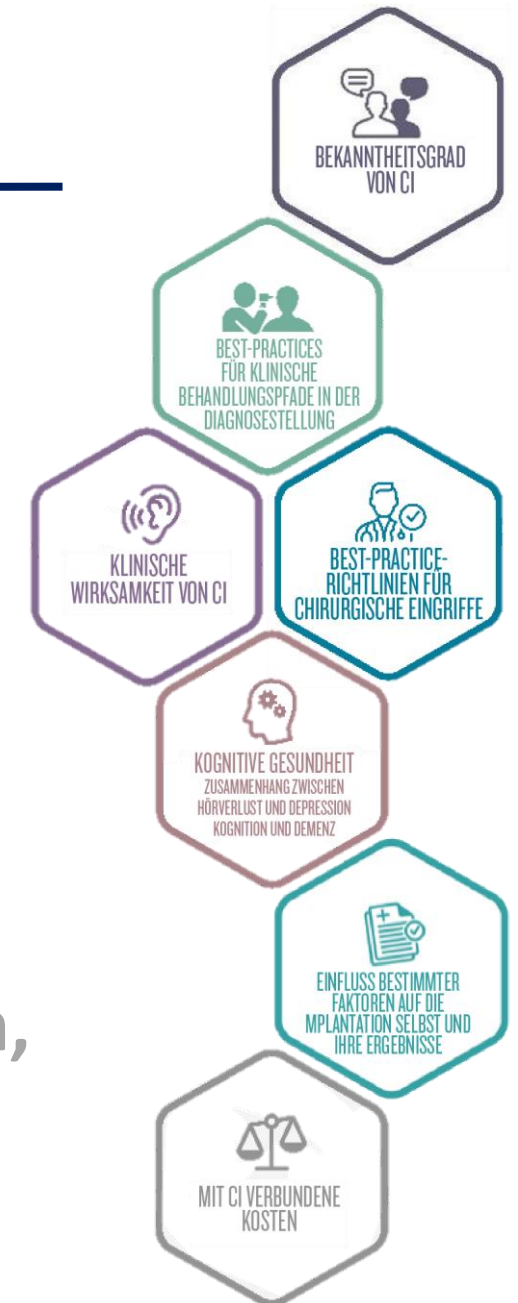 BEKANNTHEITSGRAD
VON CI
BEST-PRACTICES
FÜR KLINISCHE
BEHANDLUNGSPFADE IN DER
DIAGNOSESTELLUNG
KLINISCHE
WIRKSAMKEIT VON CI
BEST-PRACTICE-
RICHTLINIEN FÜR
CHIRURGISCHE EINGRIFFE
KOGNITIVE GESUNDHEIT
ZUSAMMENHANG ZWISCHEN
HÖRVERLUST UND DEPRESSION
KOGNITION UND DEMENZ
EINFLUSS BESTIMMTER
FAKTOREN AUF DIE
MPLANTATION SELBST UND
IHRE ERGEBNISSE
n,
MIT CI VERBUNDENE
KOSTEN